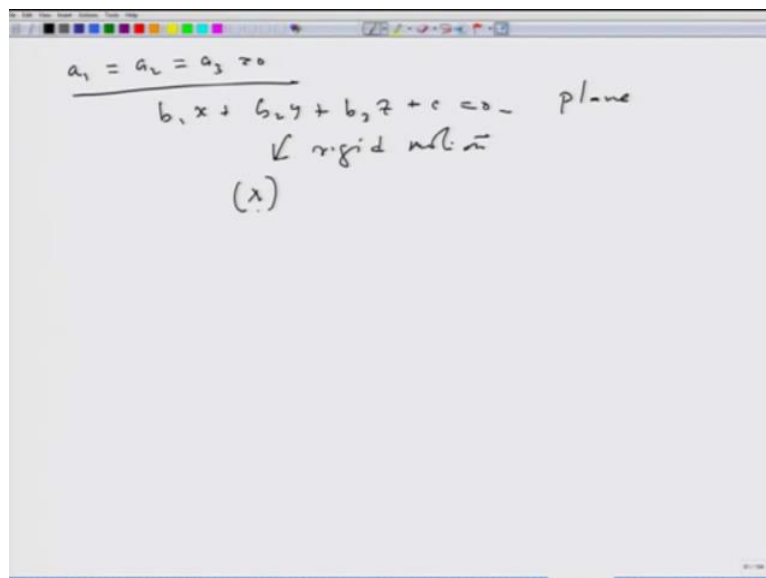 a₁ = a₂ = a₃ = 0
b₁x + b₂y + b₃z + c = 0 plane
rigid motion
(x)